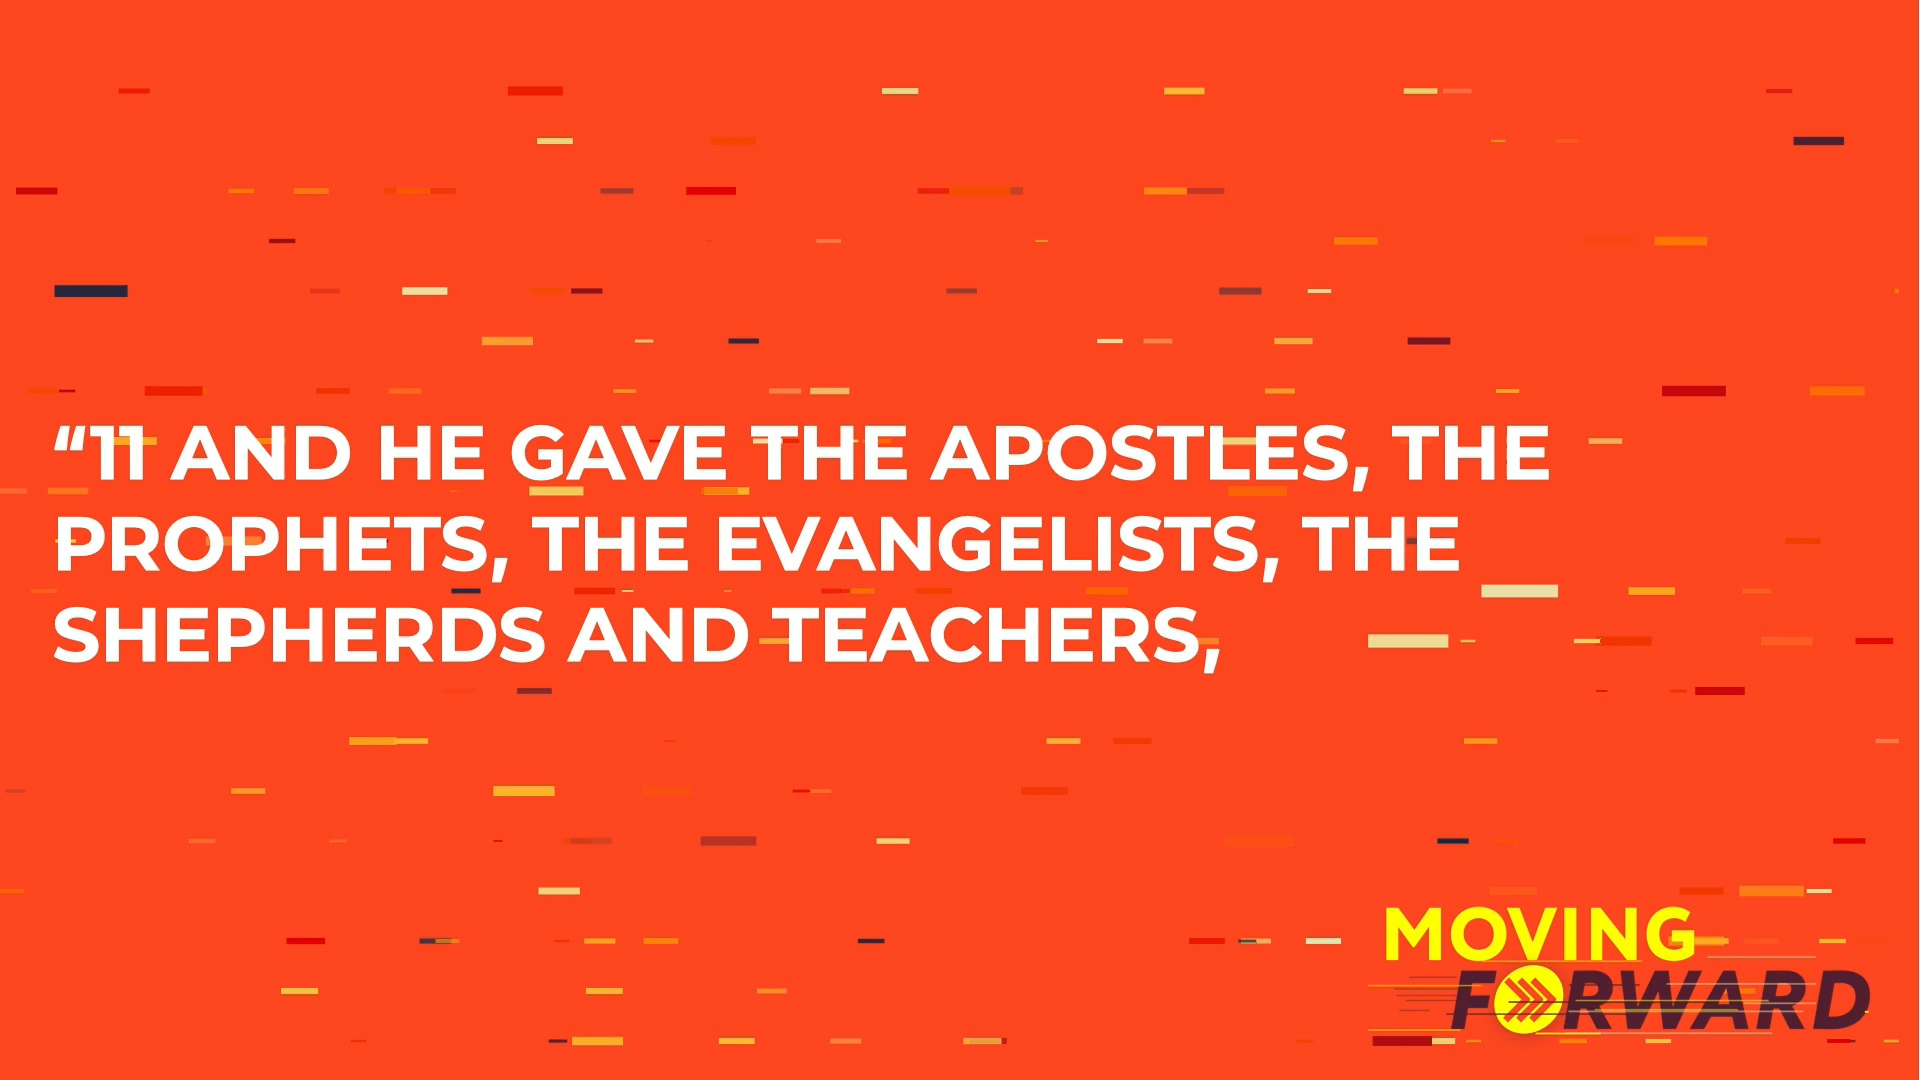 “11 AND HE GAVE THE APOSTLES, THE
PROPHETS, THE EVANGELISTS, THE
SHEPHERDS AND TEACHERS,
MOVING
FORWARD